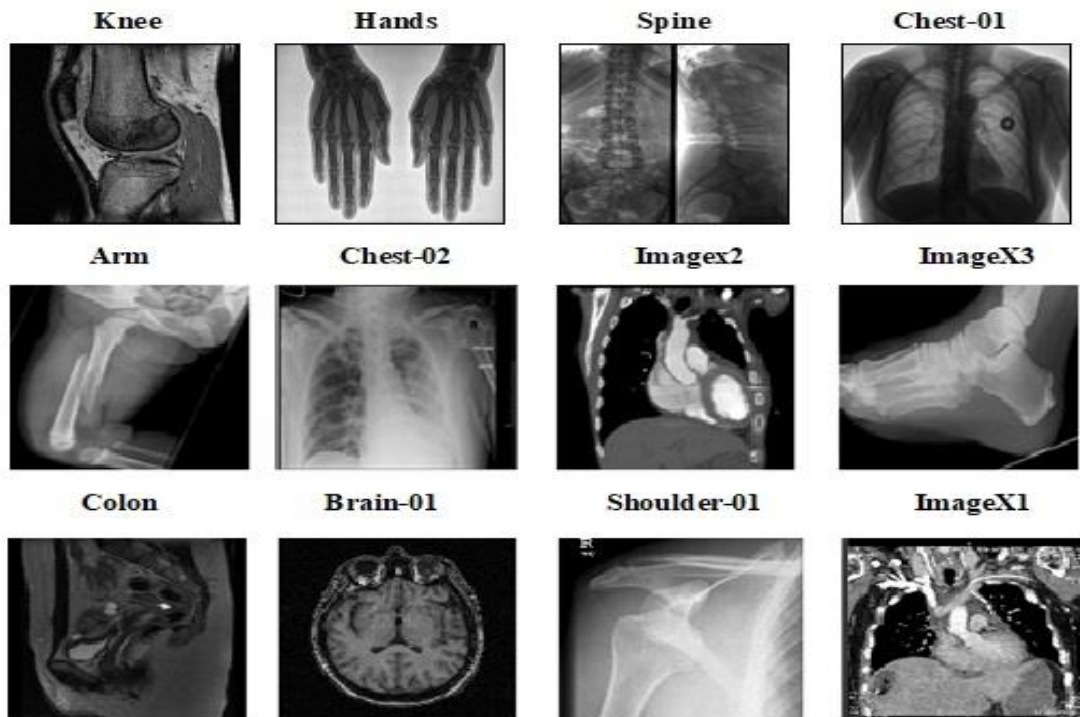 Knee Hands Spine Chest-01
Arm Chest-02 Imagex2 ImageX3
Colon Brain-01 Shoulder-01 ImageX1